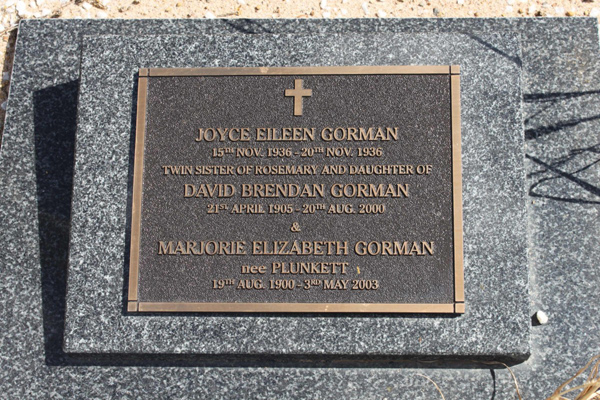 JOYCE EILEEN GORMAN
15TH NOV. 1936 - 20TH NOV. 1936
TWIN SISTER OF ROSEMARY AND DAUGHTER OF
DAVID BRENDAN GORMAN
21ST APRIL 1905 - 20TH AUG. 2000
&
MARJORIE ELIZABETH GORMAN
nee PLUNKETT
19TH AUG. 1900 - 3RD MAY 2003